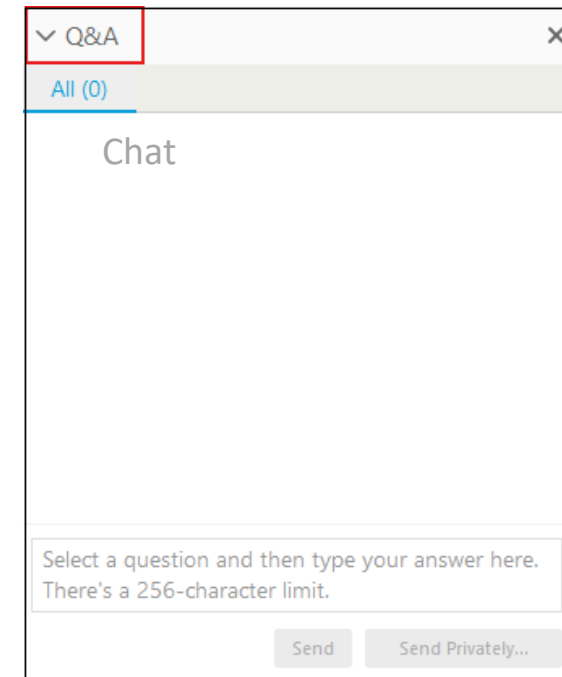 Q&A
All (0)
Chat
Select a question and then type your answer here.
There's a 256-character limit.
Send
Send Privately...